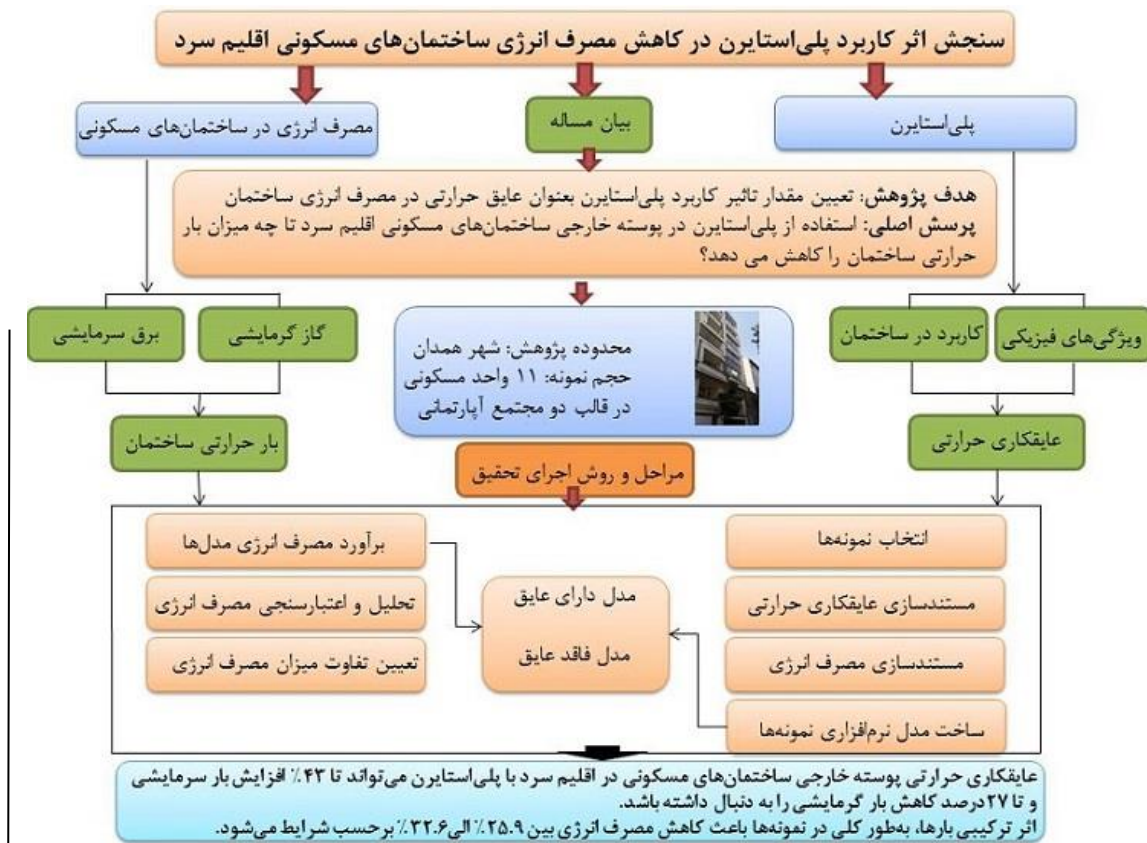 سنجش اثر کاربرد پلی‌استایرن در کاهش مصرف انرژی ساختمان‌های مسکونی اقلیم سرد
پلی‌استایرن
بیان مساله
مصرف انرژی در ساختمان‌های مسکونی
هدف پژوهش: تعیین مقدار تاثیر کاربرد پلی‌استایرن بعنوان عایق حرارتی در مصرف انرژی ساختمان
پرسش اصلی: استفاده از پلی‌استایرن در پوسته خارجی ساختمان‌های مسکونی اقلیم سرد تا چه میزان بار
حرارتی ساختمان را کاهش می دهد؟
ویژگی‌های فیزیکی
کاربرد در ساختمان
محدوده پژوهش: شهر همدان
حجم نمونه: ۱۱ واحد مسکونی
در قالب دو مجتمع آپارتمانی
گاز گرمایشی
برق سرمایشی
عایقکاری حرارتی
بار حرارتی ساختمان
مراحل و روش اجرای تحقیق
انتخاب نمونه‌ها
مستندسازی عایقکاری حرارتی
مستندسازی مصرف انرژی
ساخت مدل نرم‌افزاری نمونه‌ها
مدل دارای عایق
مدل فاقد عایق
برآورد مصرف انرژی مدل‌ها
تحلیل و اعتبارسنجی مصرف انرژی
تعیین تفاوت میزان مصرف انرژی
عایقکاری حرارتی پوسته خارجی ساختمان‌های مسکونی در اقلیم سرد با پلی‌استایرن می‌تواند تا ۴۳٪ افزایش بار سرمایشی
و تا ۲۷درصد کاهش بار گرمایشی را به دنبال داشته باشد.
اثر ترکیبی بارها، به‌طور کلی در نمونه‌ها باعث کاهش مصرف انرژی بین ۲۵.۹٪ الی۳۲.۶٪ برحسب شرایط می‌شود.